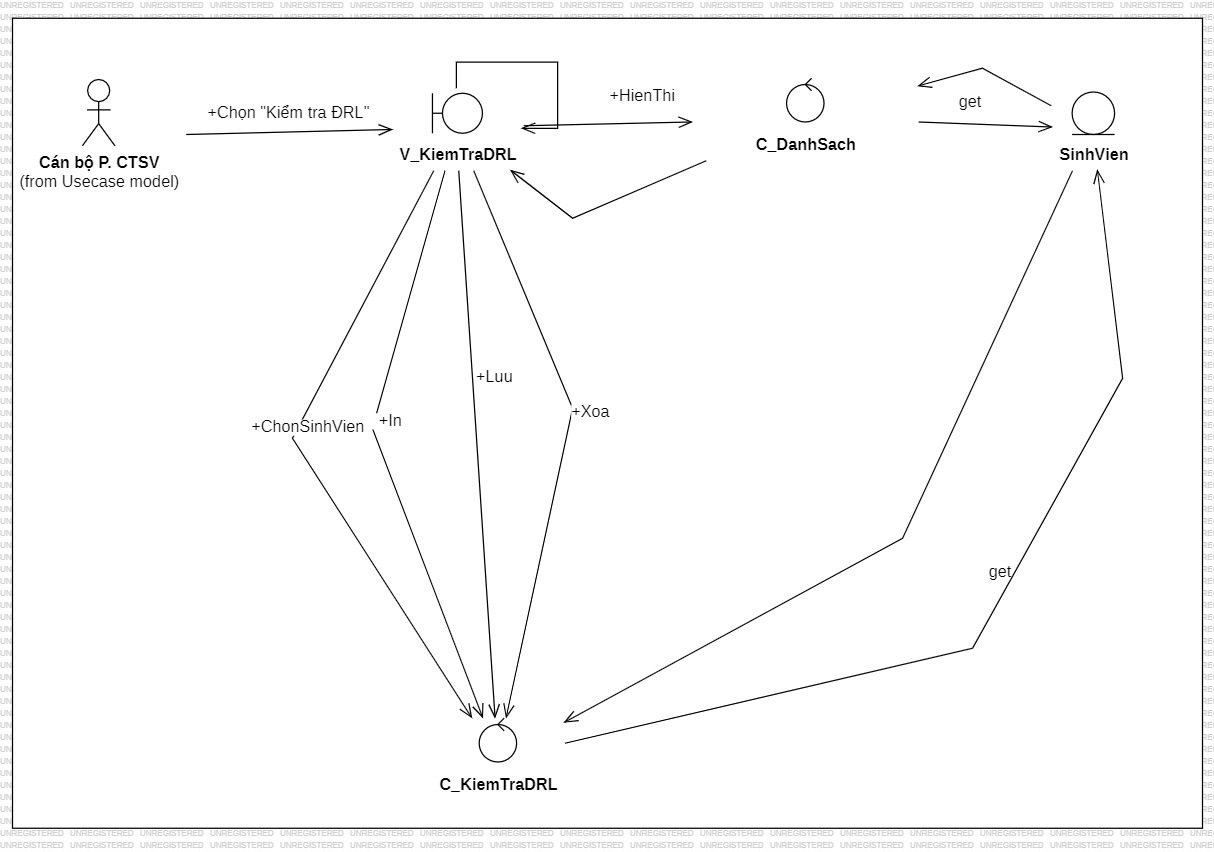 +Chọn "Kiểm tra ĐRL"
+HienThi
get
Cán bộ P. CTSV
(from Usecase model)
V_KiemTraDRL
C_DanhSach
SinhVien
+Luu
+Xoa
+ChonSinhVien
+In
get
C_KiemTraDRL
UNREGISTERED